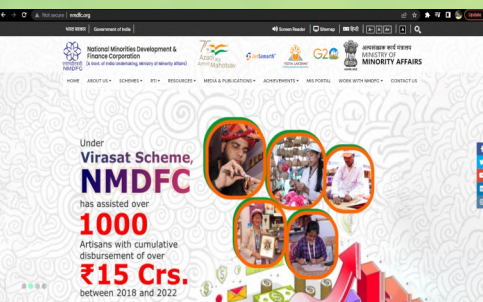 Not secure | nmdfc.org
भारत सरकार | Government of India
Screen Reader | Sitemap | हिन्दी | A- A A+ | A
75
Azadi Ka
Amrit Mahotsav
National Minorities Development &
Finance Corporation
(A Govt. of India Undertaking, Ministry of Minority Affairs)
NMDFC
JanSamarth
G20
अल्पसंख्यक कार्य मंत्रालय
MINISTRY OF
MINORITY AFFAIRS
HOME ABOUT US SCHEMES RTI RESOURCES MEDIA & PUBLICATIONS ACHIEVEMENTS MIS PORTAL WORK WITH NMDFC CONTACT US
Under
Virasat Scheme,
NMDFC
has assisted over
1000
Artisans with cumulative
disbursement of over
₹15 Crs.
between 2018 and 2022